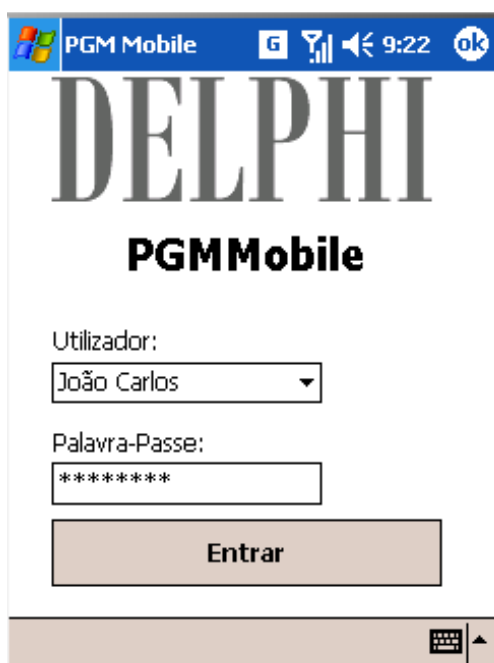 PGM Mobile G 9:22 ok
DELPHI
PGMMobile
Utilizador:
João Carlos
Palavra-Passe:
********
Entrar